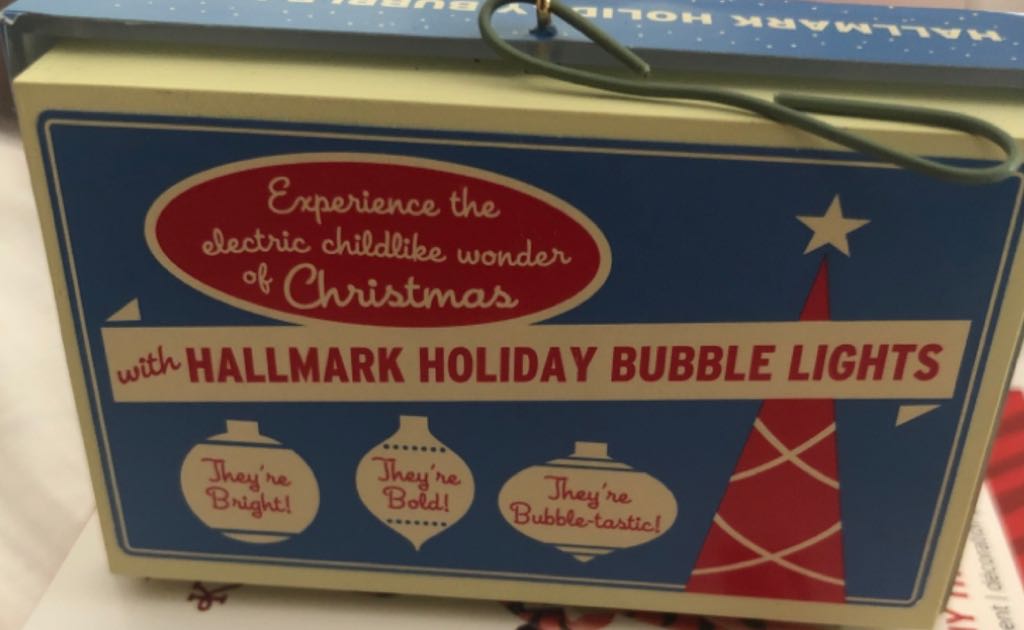 HALLMARK HOLIDAY BUBBLE
Experience the
electric childlike wonder
of Christmas
with HALLMARK HOLIDAY BUBBLE LIGHTS
They're
Bright!
They're
Bold!
They're
Bubble-tastic!